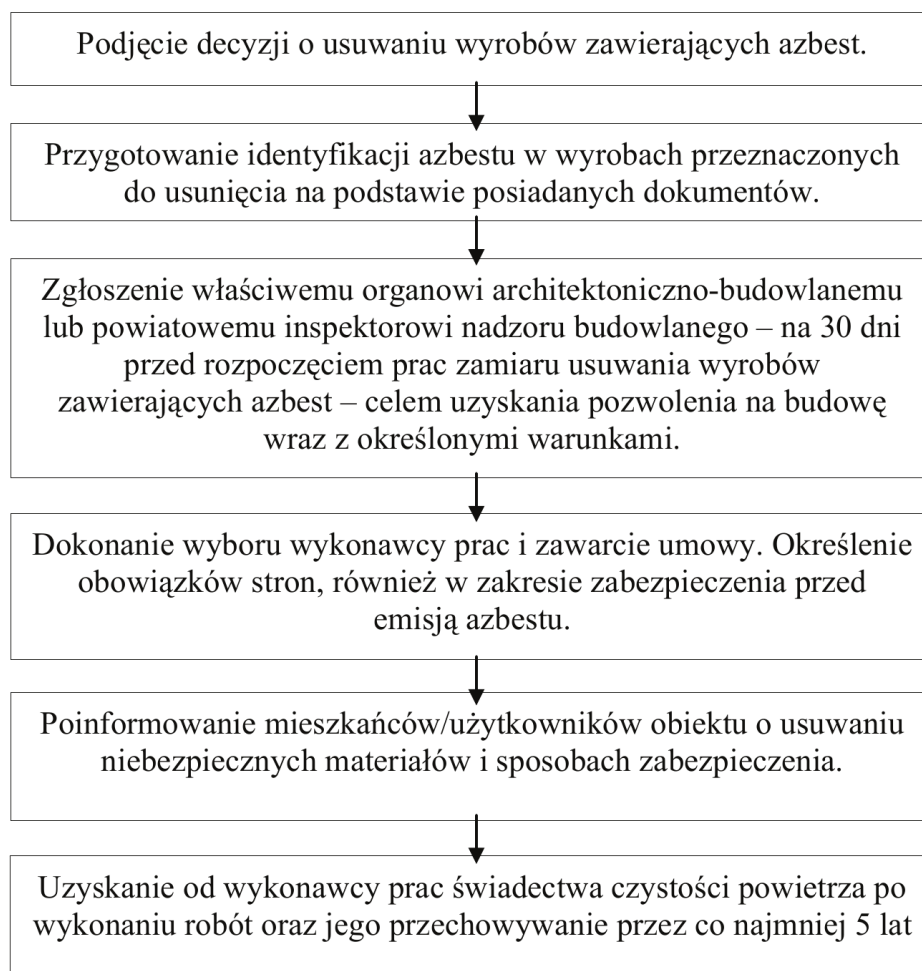 Podjęcie decyzji o usuwaniu wyrobów zawierających azbest.
Przygotowanie identyfikacji azbestu w wyrobach przeznaczonych
do usunięcia na podstawie posiadanych dokumentów.
Zgłoszenie właściwemu organowi architektoniczno-budowlanemu
lub powiatowemu inspektorowi nadzoru budowlanego – na 30 dni
przed rozpoczęciem prac zamiaru usuwania wyrobów
zawierających azbest – celem uzyskania pozwolenia na budowę
wraz z określonymi warunkami.
Dokonanie wyboru wykonawcy prac i zawarcie umowy. Określenie
obowiązków stron, również w zakresie zabezpieczenia przed
emisją azbestu.
Poinformowanie mieszkańców/użytkowników obiektu o usuwaniu
niebezpiecznych materiałów i sposobach zabezpieczenia.
Uzyskanie od wykonawcy prac świadectwa czystości powietrza po
wykonaniu robót oraz jego przechowywanie przez co najmniej 5 lat